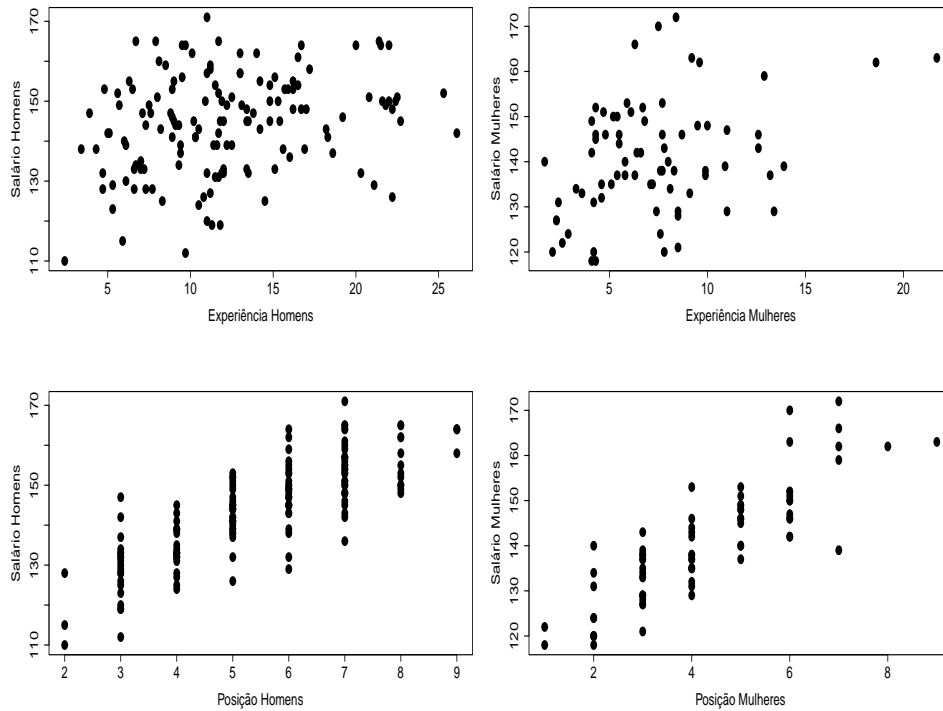 Salário Homens
110 130 150 170
5 10 15 20 25
Experiência Homens
Salário Mulheres
120 130 140 150 160 170
5 10 15 20
Experiência Mulheres
Salário Homens
110 130 150 170
2 3 4 5 6 7 8 9
Posição Homens
Salário Mulheres
120 130 140 150 160 170
2 4 6 8
Posição Mulheres